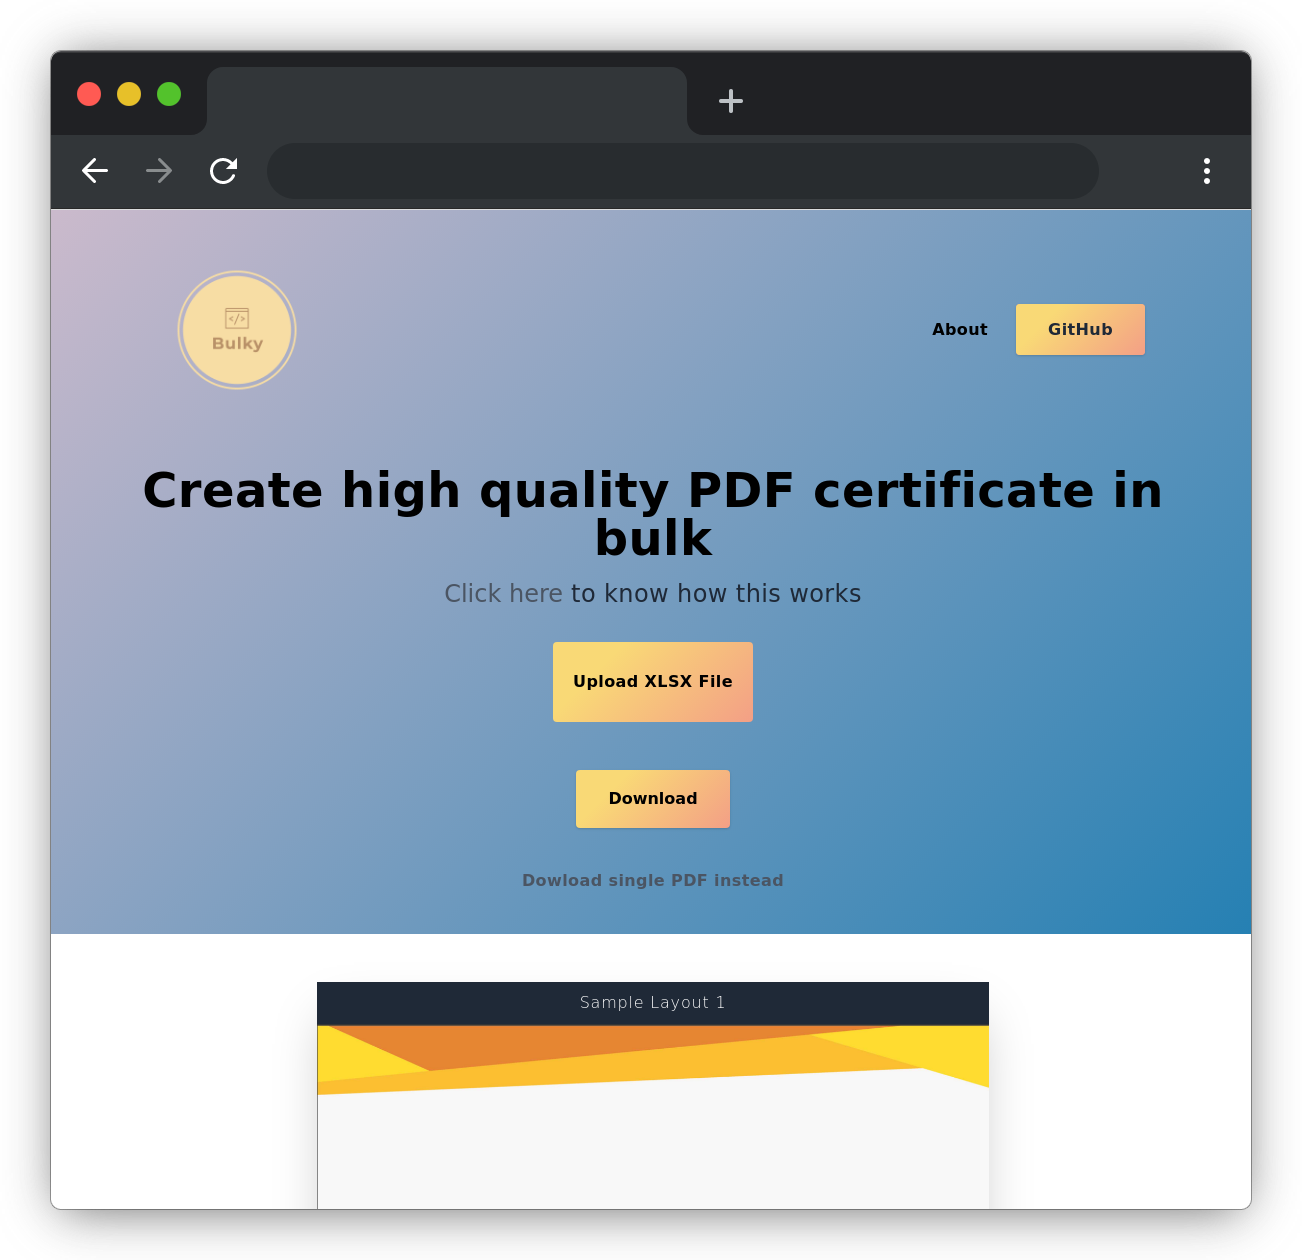 </>
Bulky
About
GitHub
Create high quality PDF certificate in
bulk
Click here to know how this works
Upload XLSX File
Download
Dowload single PDF instead
Sample Layout 1